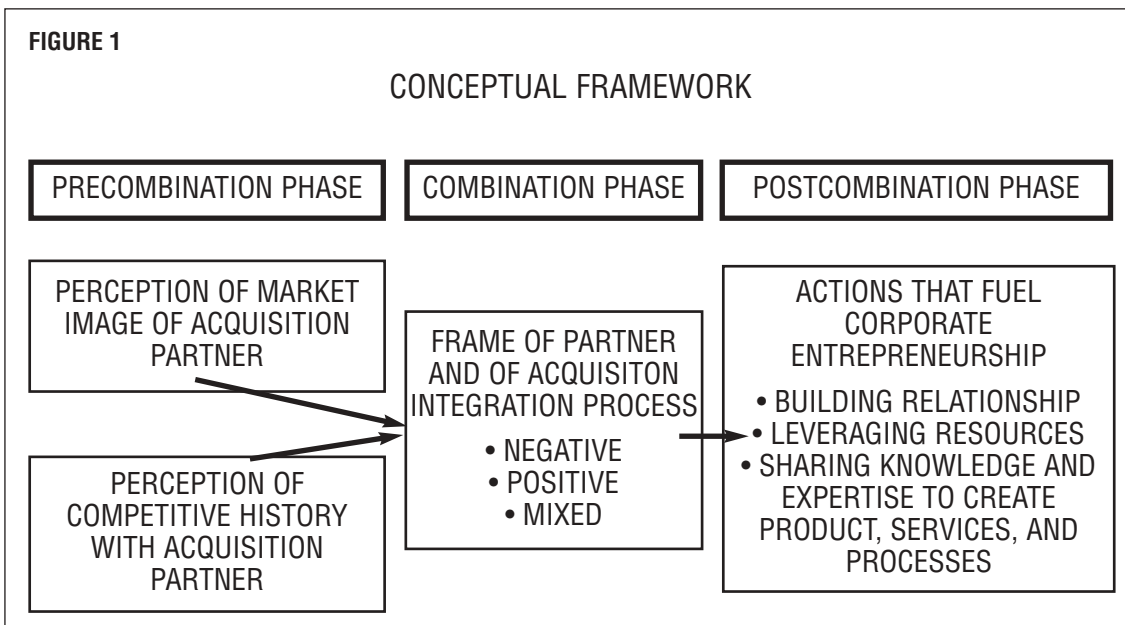 FIGURE 1
CONCEPTUAL FRAMEWORK
PRECOMBINATION PHASE
COMBINATION PHASE
POSTCOMBINATION PHASE
PERCEPTION OF MARKET
IMAGE OF ACQUISITION
PARTNER
PERCEPTION OF
COMPETITIVE HISTORY
WITH ACQUISITION
PARTNER
FRAME OF PARTNER
AND OF ACQUISITON
INTEGRATION PROCESS
• NEGATIVE
• POSITIVE
• MIXED
ACTIONS THAT FUEL
CORPORATE
ENTREPRENEURSHIP
• BUILDING RELATIONSHIP
• LEVERAGING RESOURCES
• SHARING KNOWLEDGE AND
EXPERTISE TO CREATE
PRODUCT, SERVICES, AND
PROCESSES